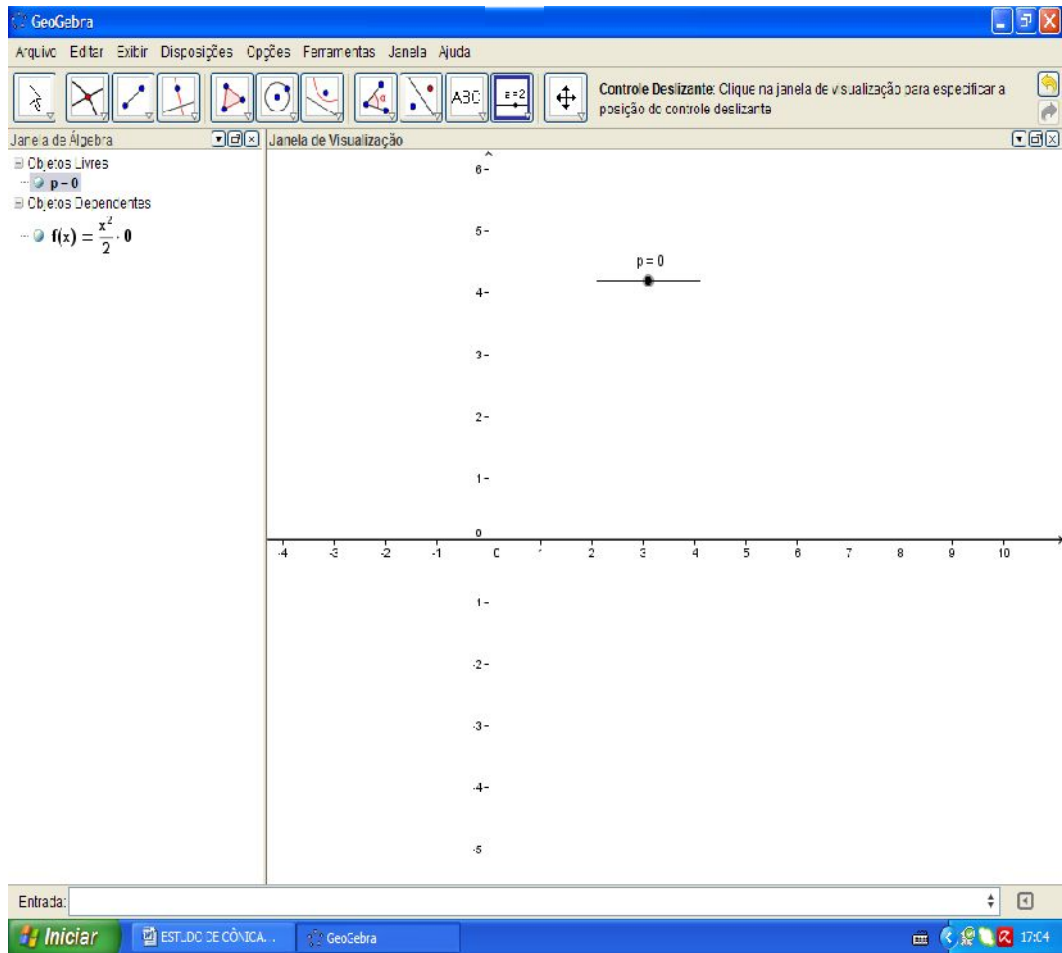 GeoGebra
Arquivo Editar Exibir Disposições Opções Ferramentas Janela Ajuda
ABC
a=2
Controle Deslizante: Clique na janela de visualização para especificar a
posição do controle deslizante
Janela de Álgebra
Janela de Visualização
Objetos Livres
p = 0
Objetos Dependentes
f(x) = x²/2 · 0
p = 0
6
5
4
3
2
1
0
-4 -3 -2 -1 0 1 2 3 4 5 6 7 8 9 10
-1
-2
-3
-4
-5
Entrada:
Iniciar
ESTUDO DE CÔNICA...
GeoGebra
17:04